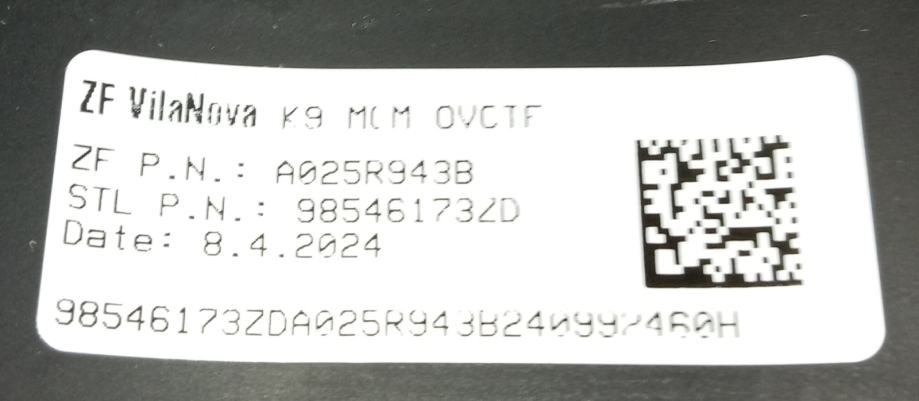 ZF VilaNova K9 MCM OVCTF
ZF P.N.: A025R943B
STL P.N.: 98546173ZD
Date: 8.4.2024